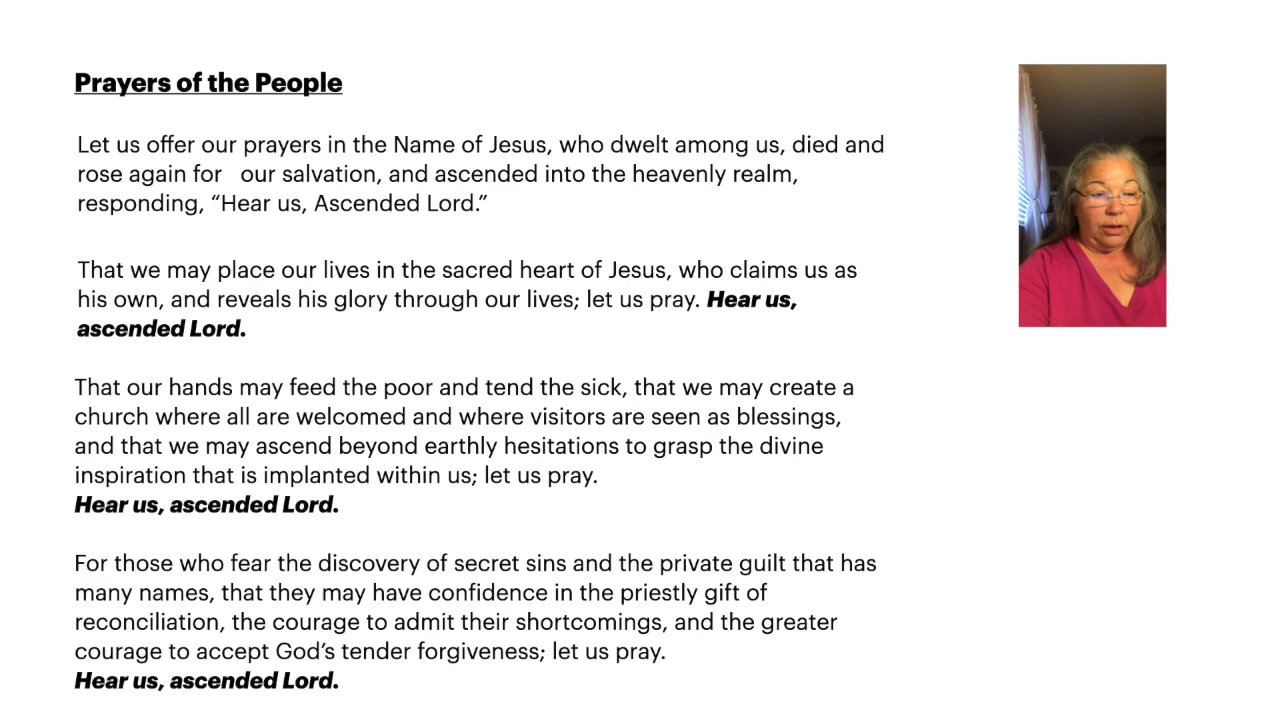 Prayers of the People
Let us offer our prayers in the Name of Jesus, who dwelt among us, died and
rose again for   our salvation, and ascended into the heavenly realm,
responding, “Hear us, Ascended Lord.”
That we may place our lives in the sacred heart of Jesus, who claims us as
his own, and reveals his glory through our lives; let us pray. Hear us,
ascended Lord.
That our hands may feed the poor and tend the sick, that we may create a
church where all are welcomed and where visitors are seen as blessings,
and that we may ascend beyond earthly hesitations to grasp the divine
inspiration that is implanted within us; let us pray.
Hear us, ascended Lord.
For those who fear the discovery of secret sins and the private guilt that has
many names, that they may have confidence in the priestly gift of
reconciliation, the courage to admit their shortcomings, and the greater
courage to accept God’s tender forgiveness; let us pray.
Hear us, ascended Lord.